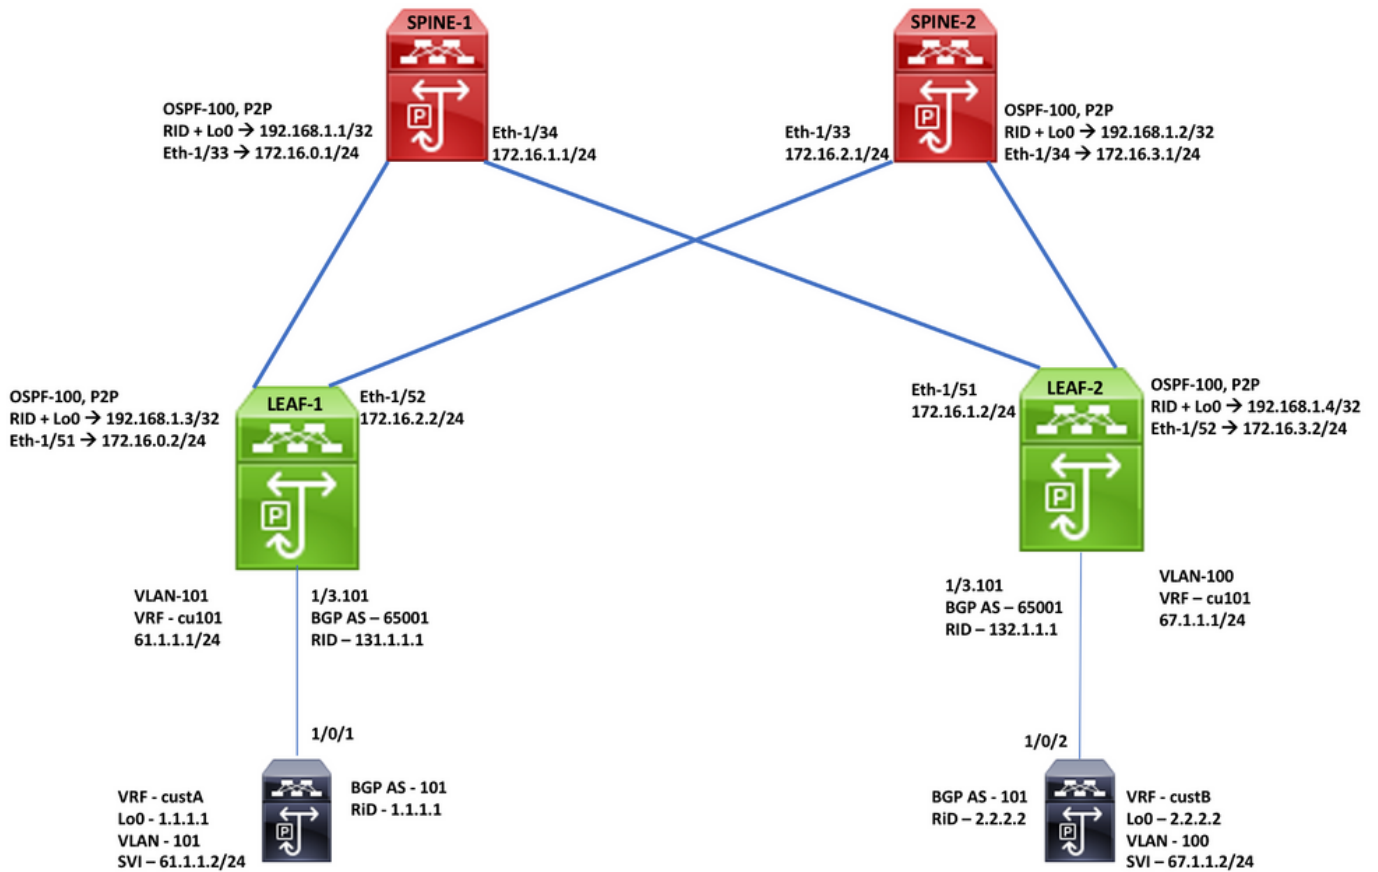 SPINE-1
SPINE-2
OSPF-100, P2P
RID + Lo0 → 192.168.1.1/32
Eth-1/33 → 172.16.0.1/24
Eth-1/34
172.16.1.1/24
Eth-1/33
172.16.2.1/24
OSPF-100, P2P
RID + Lo0 → 192.168.1.2/32
Eth-1/34 → 172.16.3.1/24
P
P
OSPF-100, P2P
RID + Lo0 → 192.168.1.3/32
Eth-1/51 → 172.16.0.2/24
LEAF-1
Eth-1/52
172.16.2.2/24
Eth-1/51
172.16.1.2/24
LEAF-2
OSPF-100, P2P
RID + Lo0 → 192.168.1.4/32
Eth-1/52 → 172.16.3.2/24
P
P
VLAN-101
VRF - cu101
61.1.1.1/24
1/3.101
BGP AS – 65001
RID – 131.1.1.1
1/3.101
BGP AS – 65001
RID – 132.1.1.1
VLAN-100
VRF – cu101
67.1.1.1/24
1/0/1
1/0/2
VRF - custA
Lo0 - 1.1.1.1
VLAN - 101
SVI – 61.1.1.2/24
P
BGP AS - 101
RiD - 1.1.1.1
BGP AS - 101
RiD – 2.2.2.2
P
VRF – custB
Lo0 – 2.2.2.2
VLAN - 100
SVI – 67.1.1.2/24